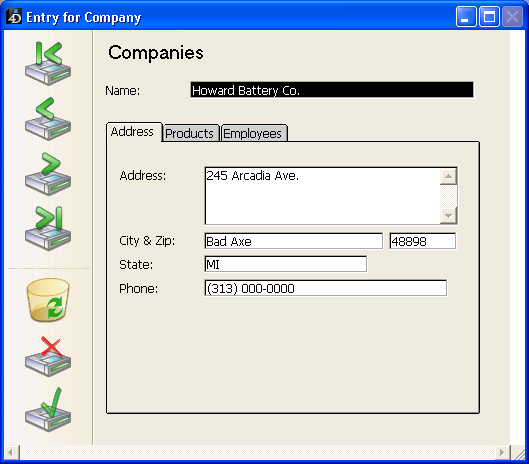 Entry for Company
Companies
Name: Howard Battery Co.
Address Products Employees
Address: 245 Arcadia Ave.
City & Zip: Bad Axe 48898
State: MI
Phone: (313) 000-0000